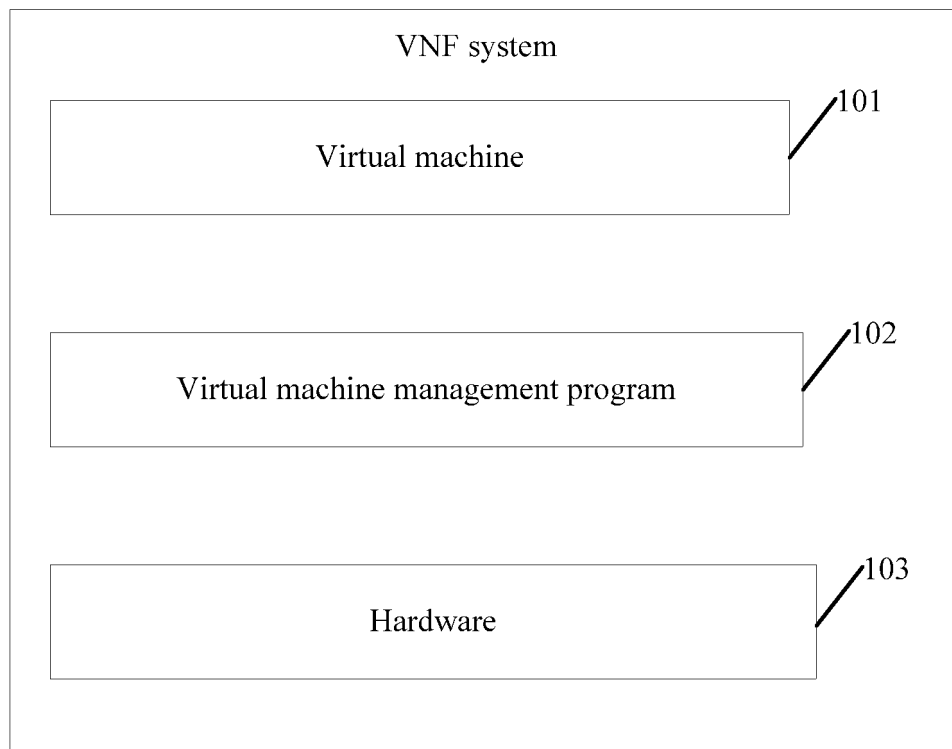 VNF system
101
Virtual machine
102
Virtual machine management program
103
Hardware